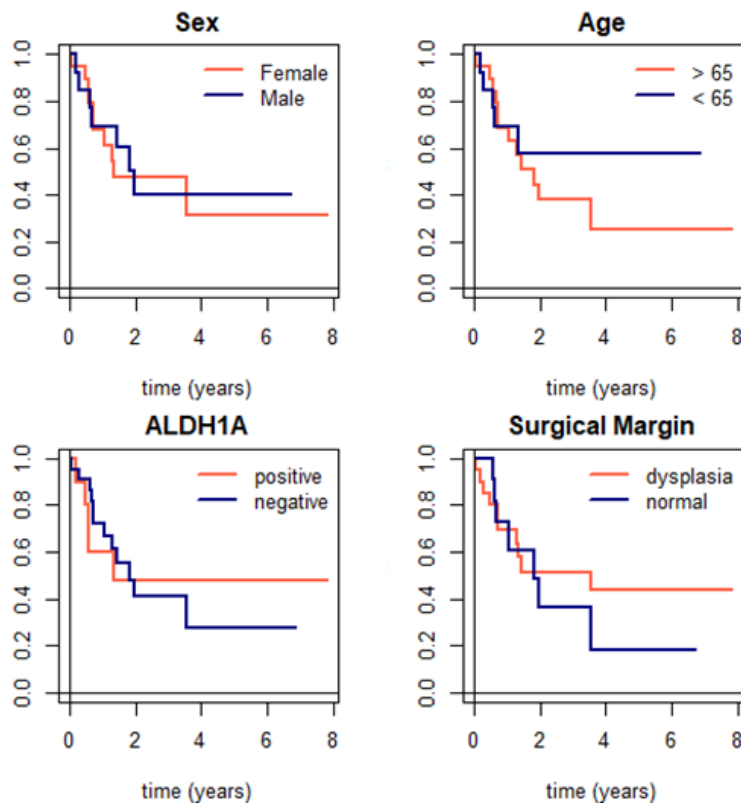 Sex
1.0
0.8
0.6
0.4
0.2
0.0
Female
Male
0 2 4 6 8
time (years)
Age
1.0
0.8
0.6
0.4
0.2
0.0
> 65
< 65
0 2 4 6 8
time (years)
ALDH1A
1.0
0.8
0.6
0.4
0.2
0.0
positive
negative
0 2 4 6 8
time (years)
Surgical Margin
1.0
0.8
0.6
0.4
0.2
0.0
dysplasia
normal
0 2 4 6 8
time (years)